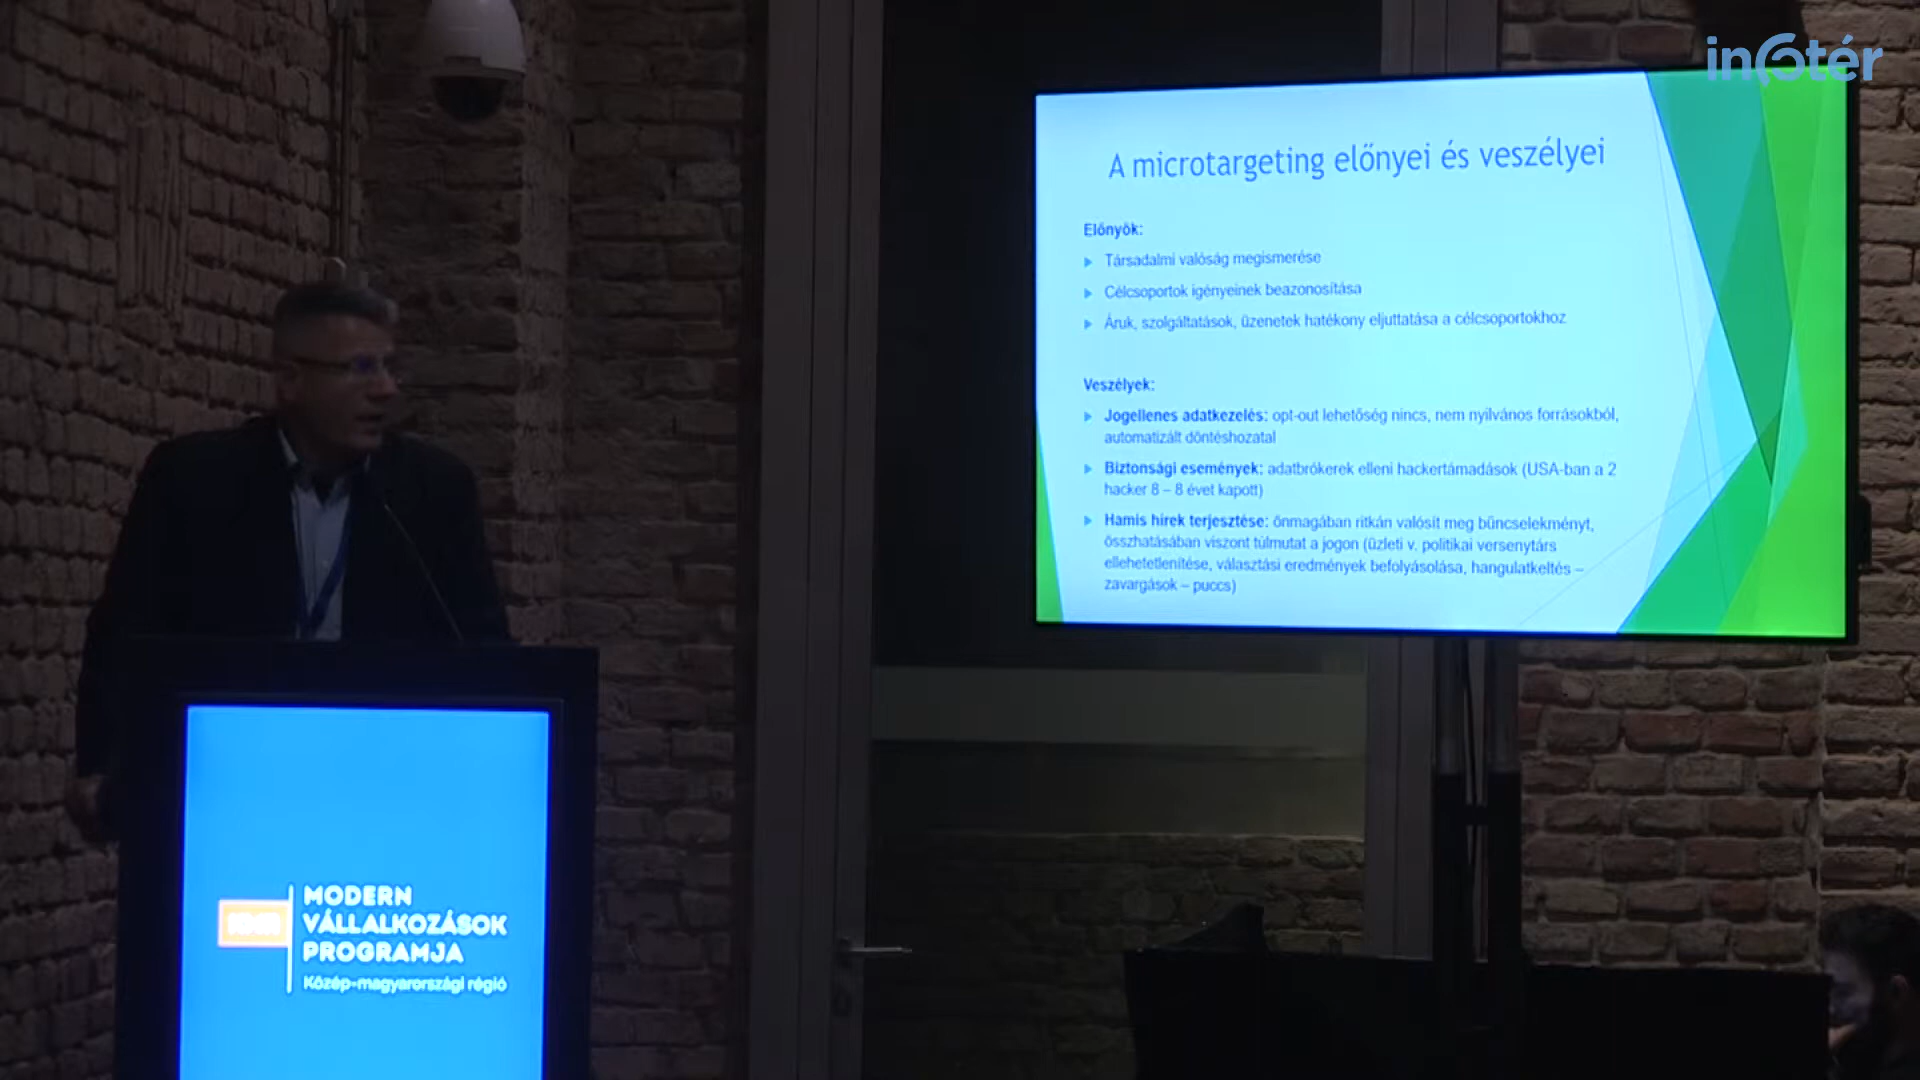 infotér
A microtargeting előnyei és veszélyei
Előnyök:
Társadalmi valóság megismerése
Célcsoportok igényeinek beazonosítása
Áruk, szolgáltatások, üzenetek hatékony eljuttatása a célcsoportokhoz
Veszélyek:
Jogellenes adatkezelés: opt-out lehetőség nincs, nem nyilvános forrásokból,
automatizált döntéshozatal
Biztonsági események: adatbrókerek elleni hackertámadások (USA-ban a 2
hacker 8 – 8 évet kapott)
Hamis hírek terjesztése: önmagában ritkán valósít meg bűncselekményt,
összhatásában viszont túlmutat a jogon (üzleti v. politikai versenytárs
ellehetetlenítése, választási eredmények befolyásolása, hangulatkeltés –
zavargások – puccs)
MODERN
VÁLLALKOZÁSOK
PROGRAMJA
Közép-magyarországi régió